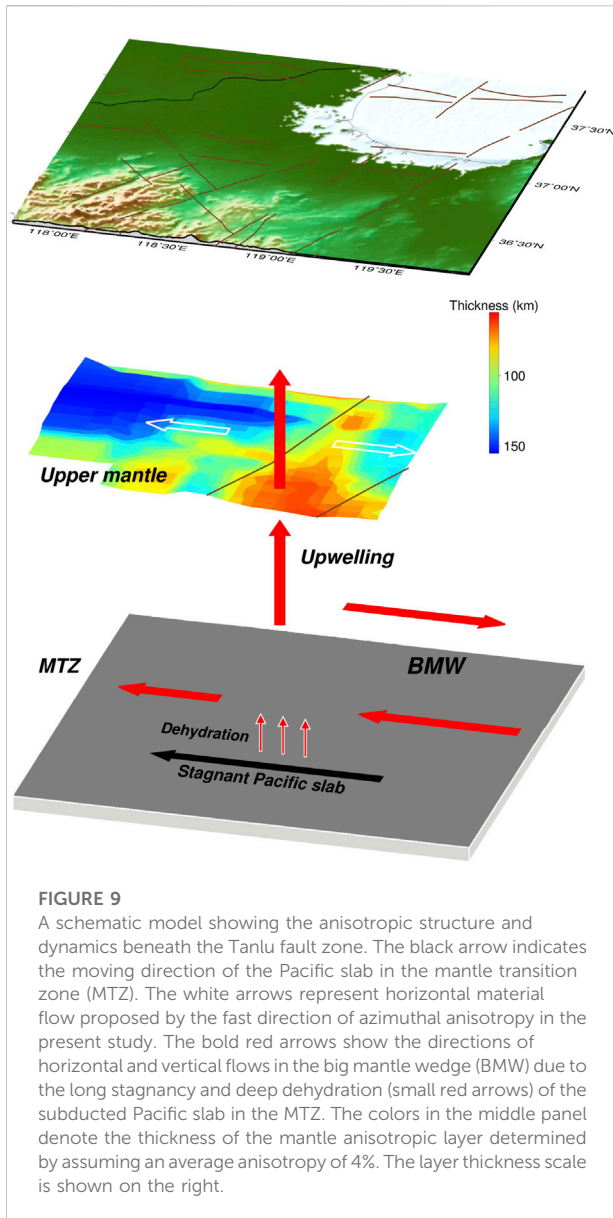 37°30'N
37°00'N
36°30'N
118°00'E
118°30'E
119°00'E
119°30'E
Thickness (km)
100
150
Upper mantle
Upwelling
MTZ
BMW
Dehydration
Stagnant Pacific slab
FIGURE 9
A schematic model showing the anisotropic structure and
dynamics beneath the Tanlu fault zone. The black arrow indicates
the moving direction of the Pacific slab in the mantle transition
zone (MTZ). The white arrows represent horizontal material
flow proposed by the fast direction of azimuthal anisotropy in the
present study. The bold red arrows show the directions of
horizontal and vertical flows in the big mantle wedge (BMW) due to
the long stagnancy and deep dehydration (small red arrows) of the
subducted Pacific slab in the MTZ. The colors in the middle panel
denote the thickness of the mantle anisotropic layer determined
by assuming an average anisotropy of 4%. The layer thickness scale
is shown on the right.